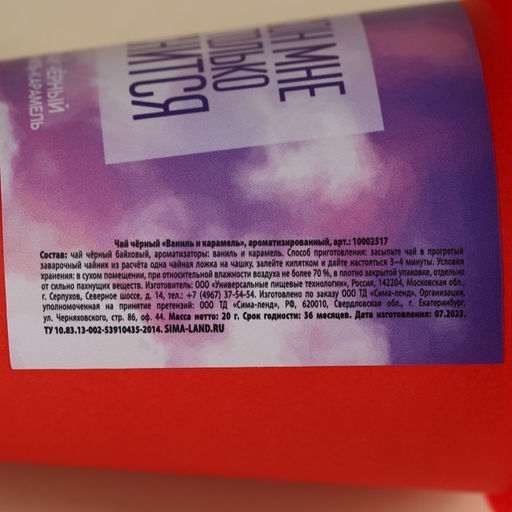 МНЕ
ТОЛЬКО
НИТСЯ
ЧЁРНЫЙ
КАРАМЕЛЬ
Чай чёрный «Ваниль и карамель», ароматизированный, арт.: 10002517
Состав: чай чёрный байховый, ароматизаторы: ваниль и карамель. Способ приготовления: засыпьте чай в прогретый
заварочный чайник из расчёта одна чайная ложка на чашку, залейте кипятком и дайте настояться 3–4 минуты. Условия
хранения: в сухом помещении, при относительной влажности воздуха не более 70 %, в плотно закрытой упаковке, отдельно
от сильно пахнущих веществ. Изготовитель: ООО «Универсальные пищевые технологии», Россия, 142204, Московская обл.,
г. Серпухов, Северное шоссе, д. 14, тел.: +7 (4967) 37-54-54. Изготовлено по заказу ООО ТД «Сима-ленд». Организация,
уполномоченная на принятие претензий: ООО ТД «Сима-ленд», РФ, 620010, Свердловская обл., г. Екатеринбург,
ул. Черняховского, стр. 86, оф. 44. Масса нетто: 20 г. Срок годности: 36 месяцев. Дата изготовления: 07.2023.
ТУ 10.83.13-002-53910435-2014. SIMA-LAND.RU